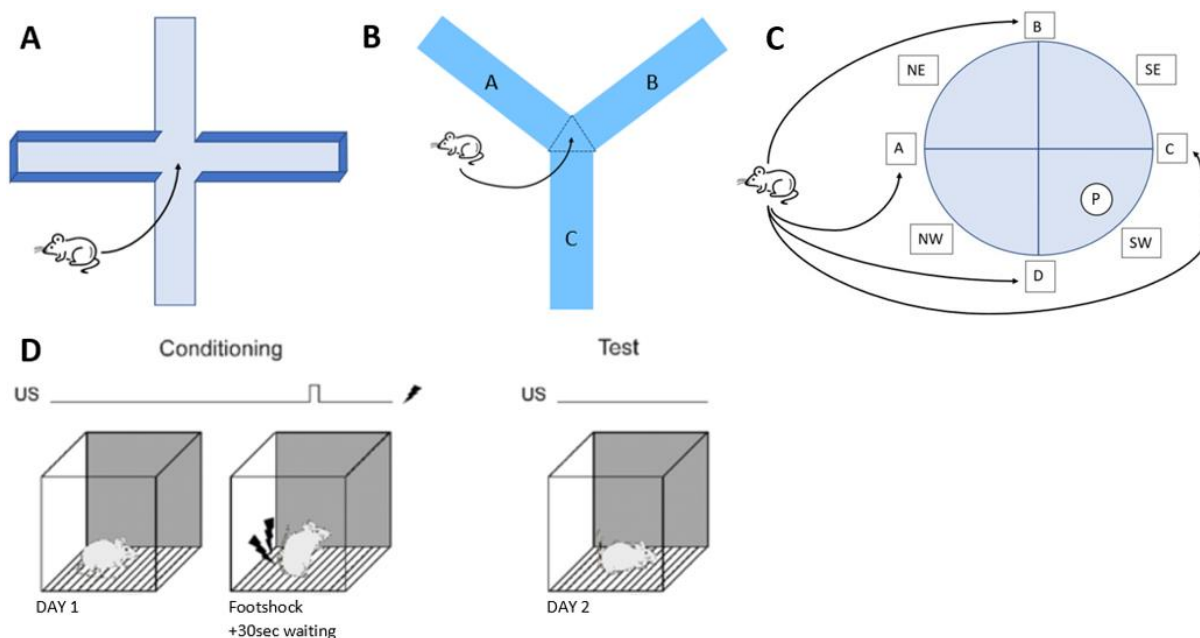 A
B
A
B
C
C
B
NE
SE
A
C
P
NW
SW
D
D
Conditioning
Test
US
US
DAY 1
Footshock
+30sec waiting
DAY 2